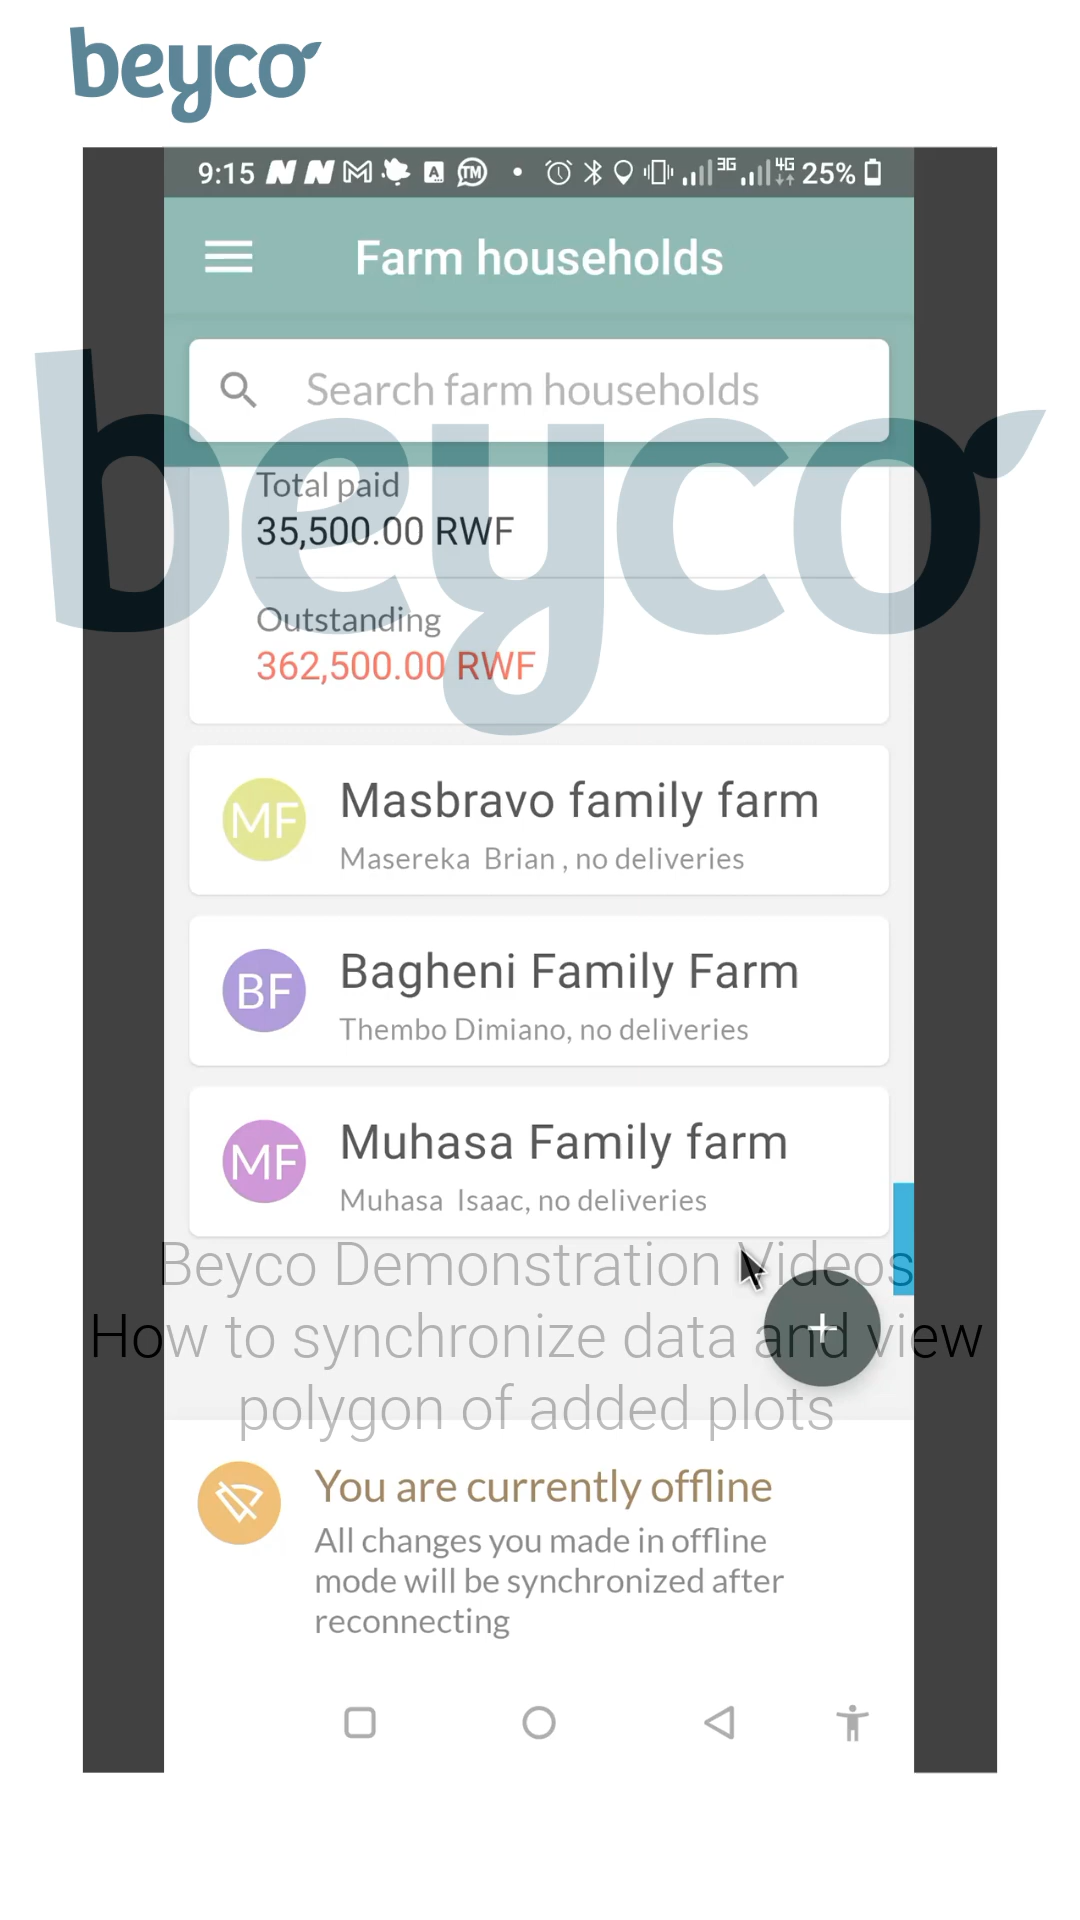 beyco
9:15 3G 4G 25%
Farm households
Search farm households
beyco
Total paid
35,500.00 RWF
Outstanding
362,500.00 RWF
MF
Masbravo family farm
Masereka Brian , no deliveries
BF
Bagheni Family Farm
Thembo Dimiano, no deliveries
MF
Muhasa Family farm
Muhasa Isaac, no deliveries
Beyco Demonstration Videos
How to synchronize data and view
polygon of added plots
+
You are currently offline
All changes you made in offline
mode will be synchronized after
reconnecting